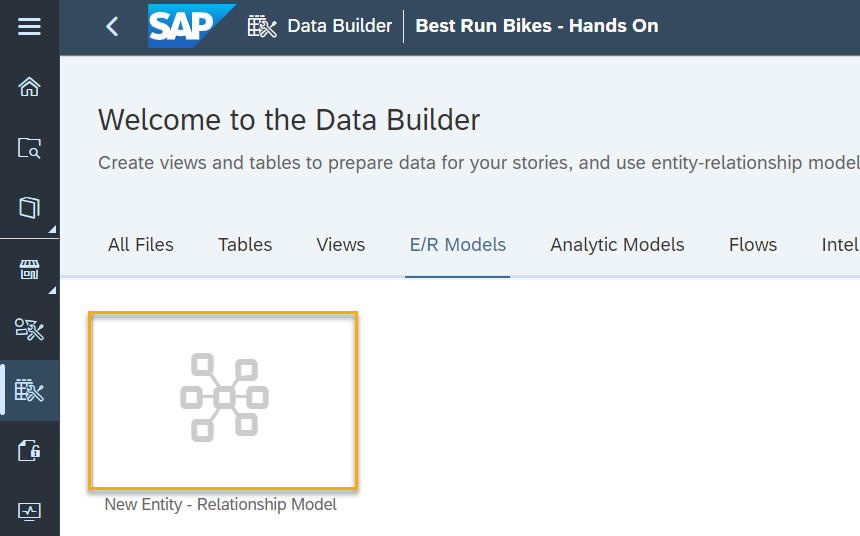 SAP Data Builder Best Run Bikes - Hands On
Welcome to the Data Builder
Create views and tables to prepare data for your stories, and use entity-relationship model
All Files Tables Views E/R Models Analytic Models Flows Intel
New Entity - Relationship Model